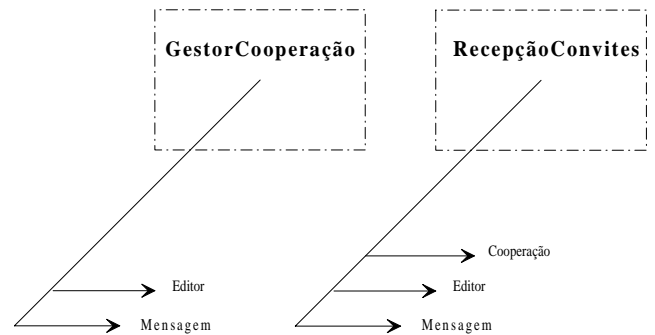 GestorCooperação
RecepçãoConvites
Cooperação
Editor
Editor
Mensagem
Mensagem